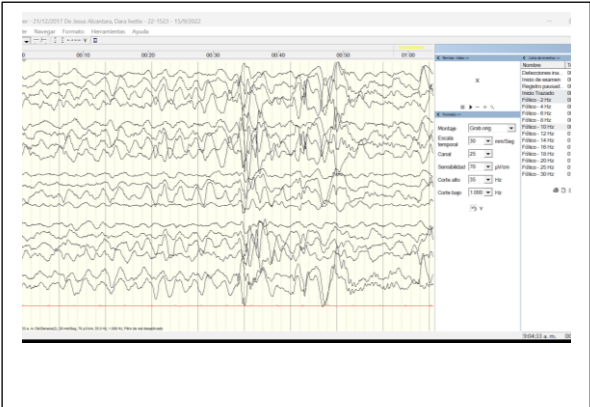 21/12/2017 De Jesus Alcantara, Dara Ivette - 22-1523 - 15/9/2022
Navegar Formato Herramientas Ayuda
00:10 00:20 00:30 00:40 00:50 01:00
Nombre
Inicio de examen
Registro pausad...
Inicio Trazado
Fótico - 2 Hz
Fótico - 4 Hz
Fótico - 6 Hz
Fótico - 8 Hz
Fótico - 10 Hz
Fótico - 12 Hz
Fótico - 14 Hz
Fótico - 16 Hz
Fótico - 18 Hz
Fótico - 20 Hz
Fótico - 25 Hz
Fótico - 30 Hz
Montaje Grab.orig
Escala temporal 30 mm/Seg
Canal 25
Sensibilidad 70 µV/cm
Corte alto 35 Hz
Corte bajo 1.000 Hz
9:04:33 a. m.